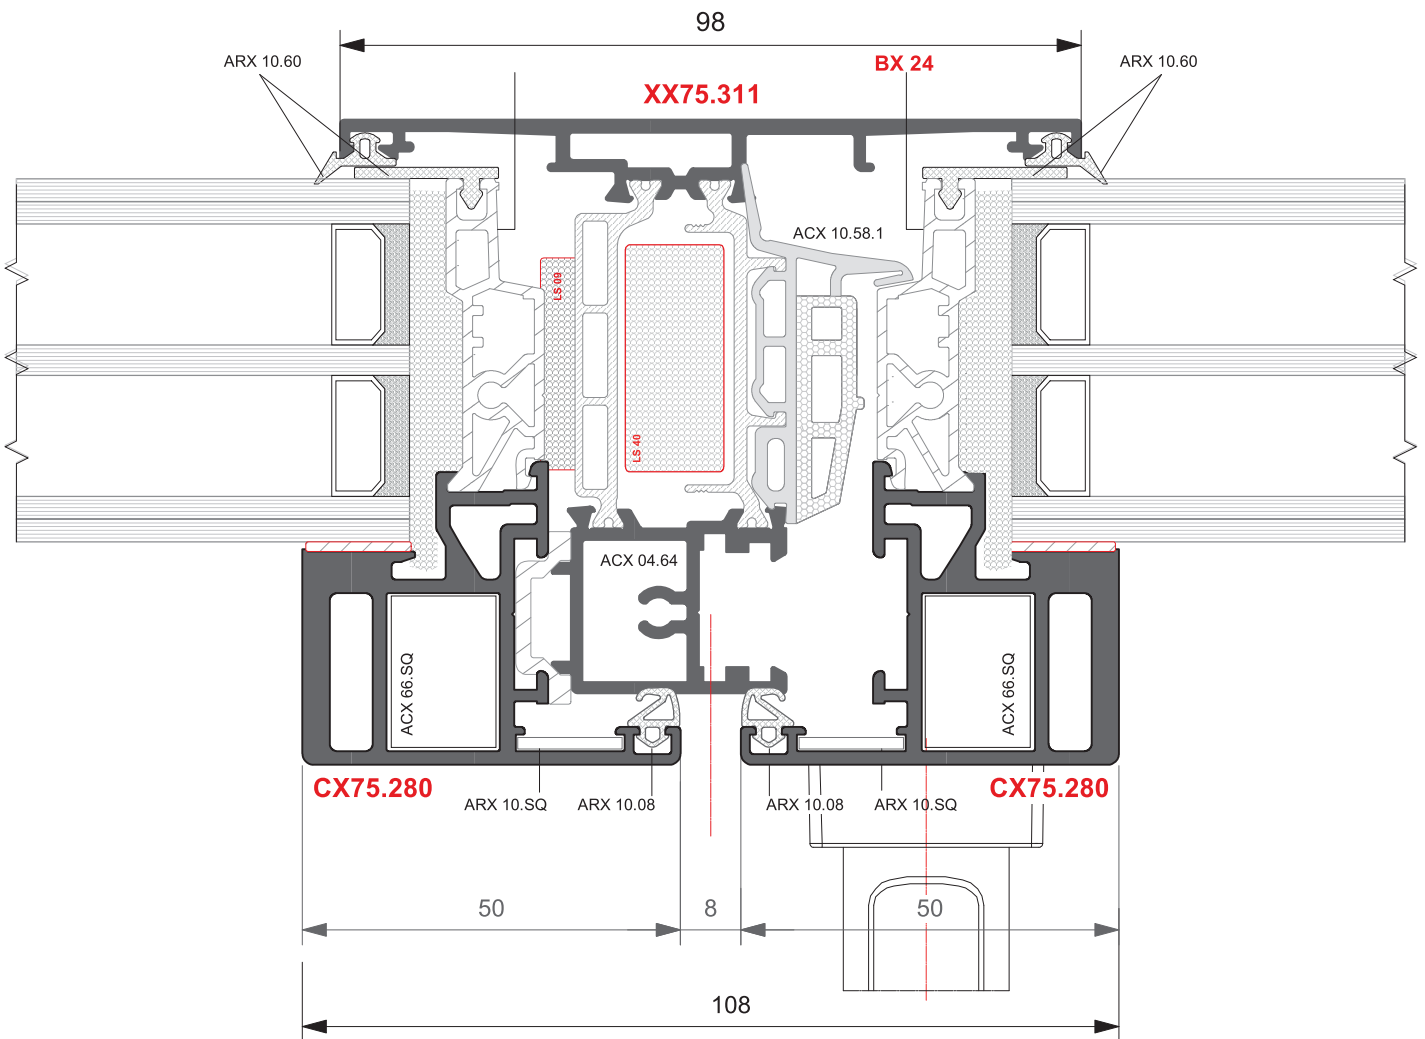 98
ARX 10.60
BX 24
ARX 10.60
XX75.311
ACX 10.58.1
LS 09
LS 40
ACX 04.64
ACX 66.SQ
ACX 66.SQ
CX75.280
CX75.280
ARX 10.SQ
ARX 10.08
ARX 10.08
ARX 10.SQ
50
8
50
108